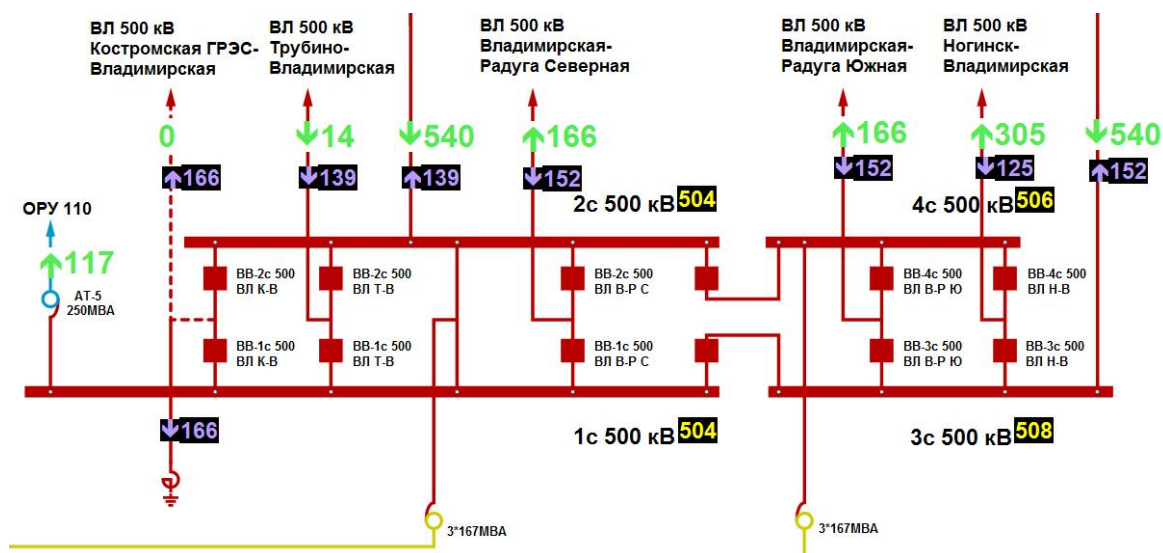 ВЛ 500 кВ
Костромская ГРЭС-
Владимирская
ВЛ 500 кВ
Трубино-
Владимирская
ВЛ 500 кВ
Владимирская-
Радуга Северная
ВЛ 500 кВ
Владимирская-
Радуга Южная
ВЛ 500 кВ
Ногинск-
Владимирская
0
14
540
166
166
305
540
166
139
139
152
152
125
152
ОРУ 110
2с 500 кВ 504
4с 500 кВ 506
117
АТ-5
250МВА
ВВ-2с 500
ВЛ К-В
ВВ-2с 500
ВЛ Т-В
ВВ-2с 500
ВЛ В-Р С
ВВ-4с 500
ВЛ В-Р Ю
ВВ-4с 500
ВЛ Н-В
ВВ-1с 500
ВЛ К-В
ВВ-1с 500
ВЛ Т-В
ВВ-1с 500
ВЛ В-Р С
ВВ-3с 500
ВЛ В-Р Ю
ВВ-3с 500
ВЛ Н-В
166
1с 500 кВ 504
3с 500 кВ 508
3*167МВА
3*167МВА